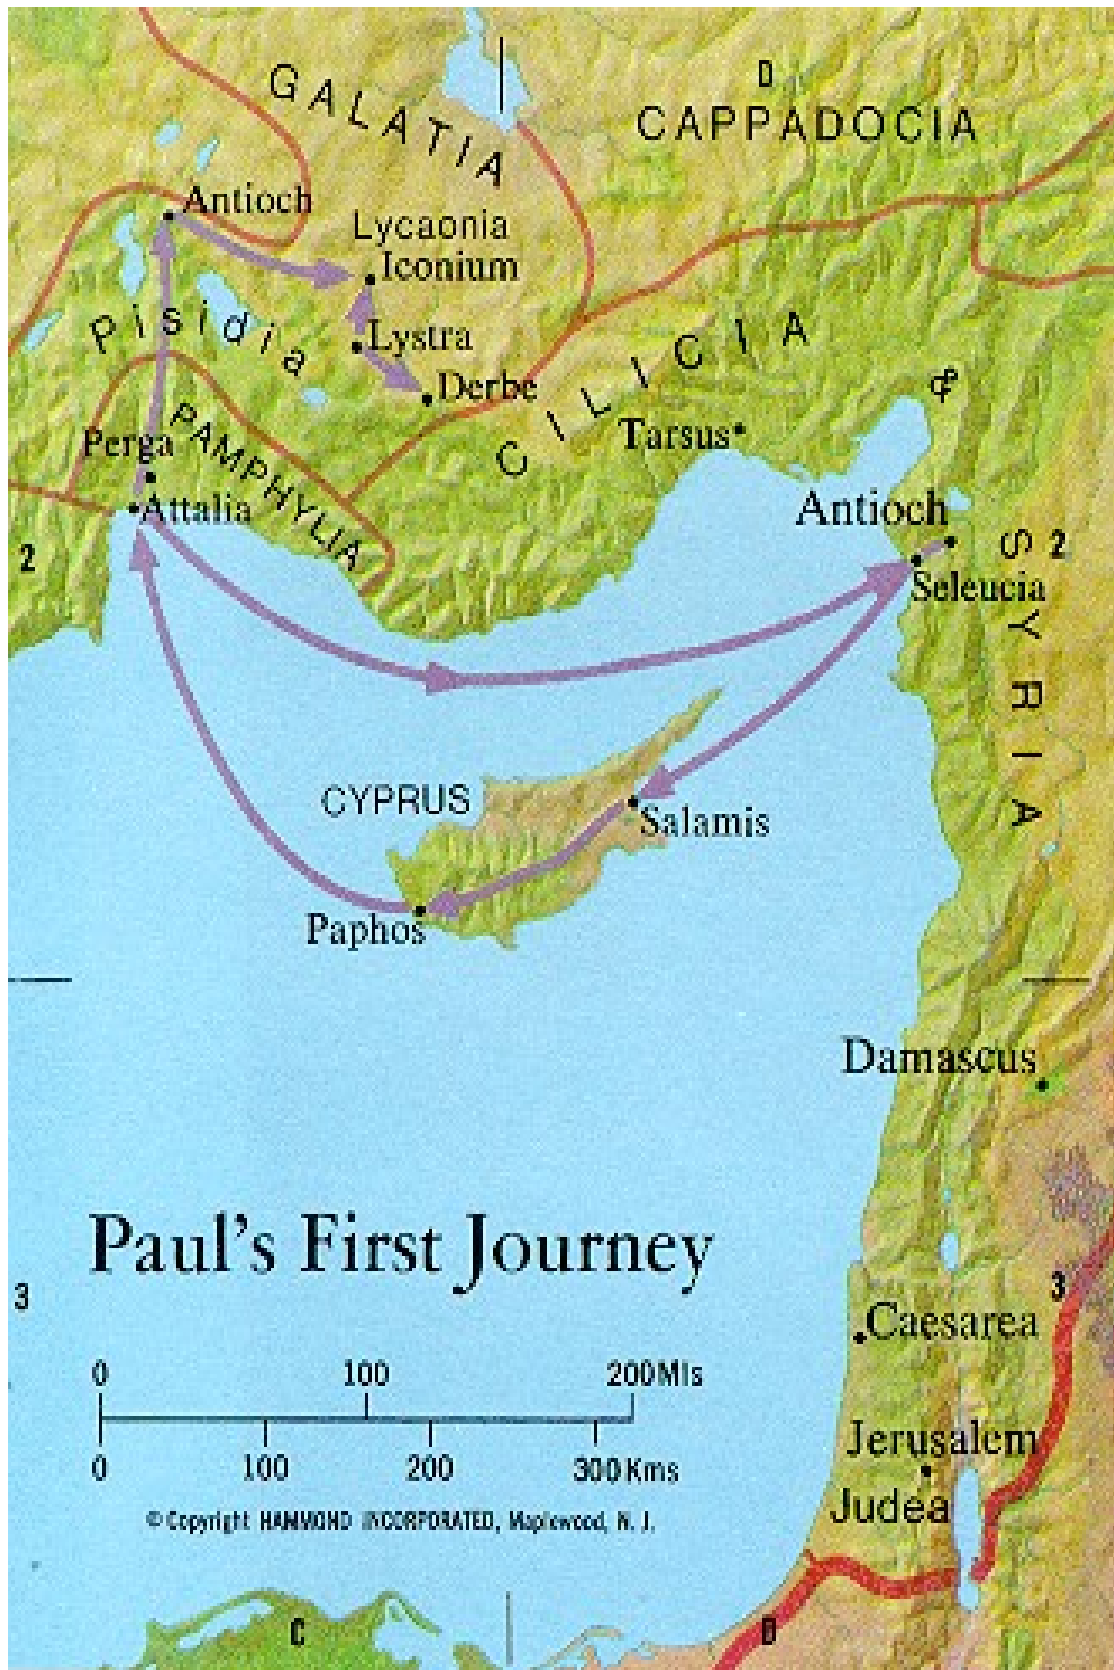 GALATIA
D
CAPPADOCIA
Antioch
Lycaonia
Iconium
Pisidia
Lystra
Derbe
CILICIA
Tarsus
Perga
PAMPHYLIA
Attalia
Antioch
2
SYRIA
2
Seleucia
CYPRUS
Salamis
Paphos
Damascus
Paul's First Journey
3
3
Caesarea
0 100 200 Mls
0 100 200 300 Kms
Jerusalem
Judea
© Copyright HAMMOND INCORPORATED, Maplewood, N. J.
C
D